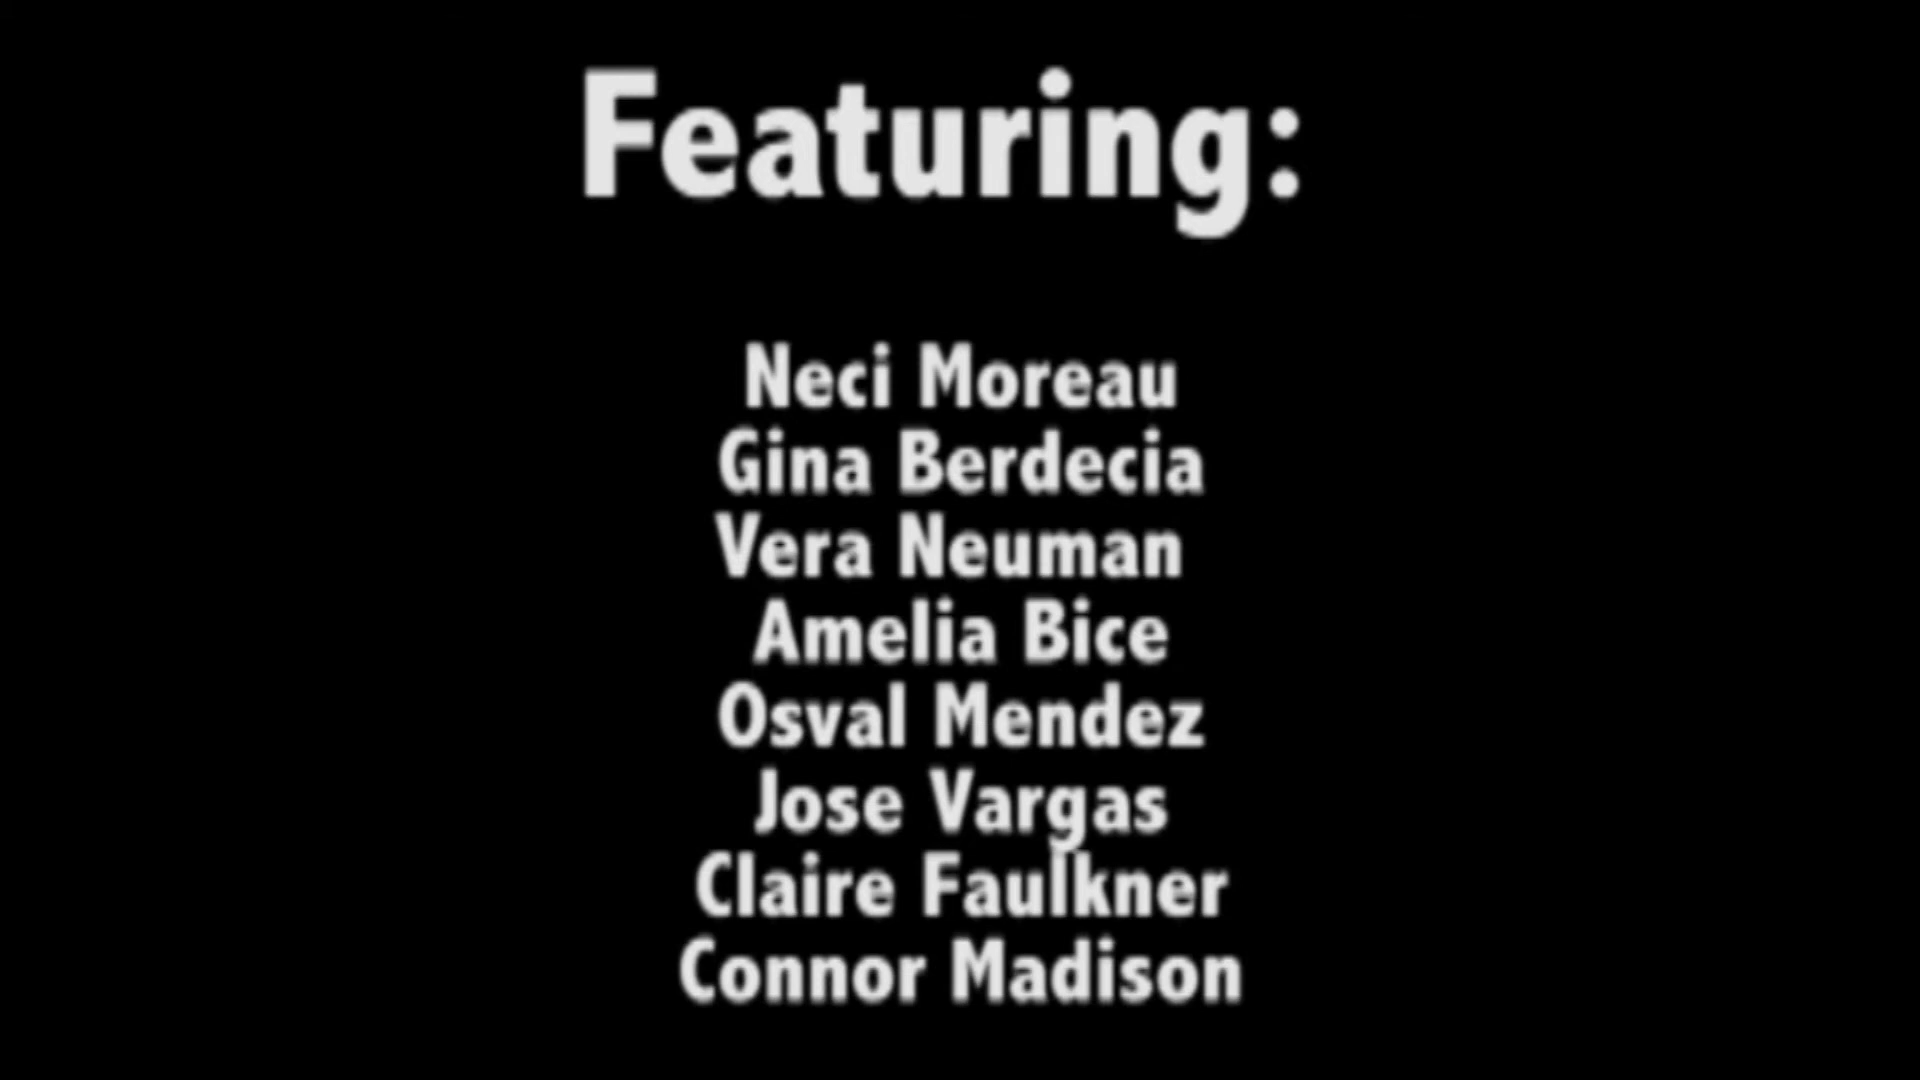 Featuring:
Neci Moreau
Gina Berdecia
Vera Neuman
Amelia Bice
Osval Mendez
Jose Vargas
Claire Faulkner
Connor Madison